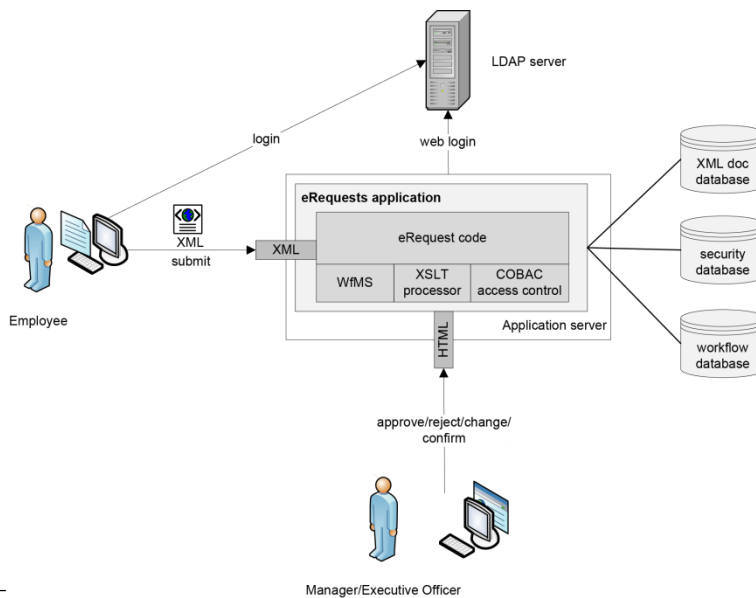 LDAP server
login
web login
XML doc
database
eRequests application
XML
submit
XML
eRequest code
WfMS
XSLT
processor
COBAC
access control
security
database
Employee
HTML
Application server
workflow
database
approve/reject/change/
confirm
Manager/Executive Officer